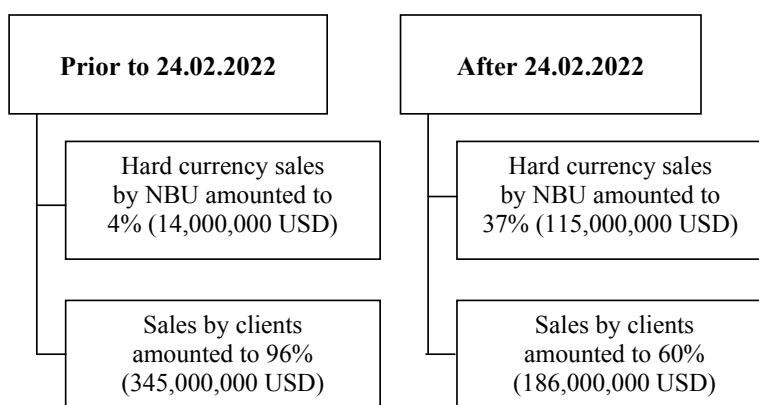 Prior to 24.02.2022
Hard currency sales
by NBU amounted to
4% (14,000,000 USD)
Sales by clients
amounted to 96%
(345,000,000 USD)
After 24.02.2022
Hard currency sales
by NBU amounted to
37% (115,000,000 USD)
Sales by clients
amounted to 60%
(186,000,000 USD)